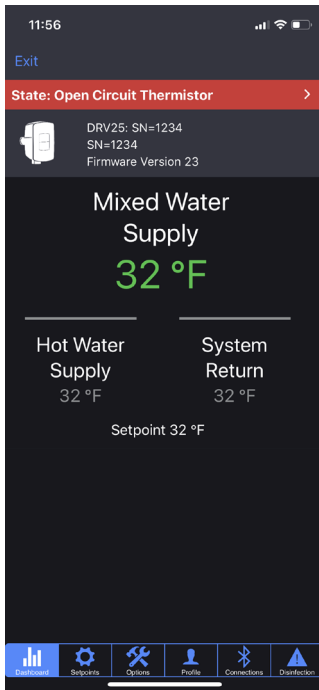 11:56
Exit
State: Open Circuit Thermistor
DRV25: SN=1234
SN=1234
Firmware Version 23
Mixed Water
Supply
32 °F
Hot Water
Supply
32 °F
System
Return
32 °F
Setpoint 32 °F
Dashboard
Setpoints
Options
Profile
Connections
Disinfection